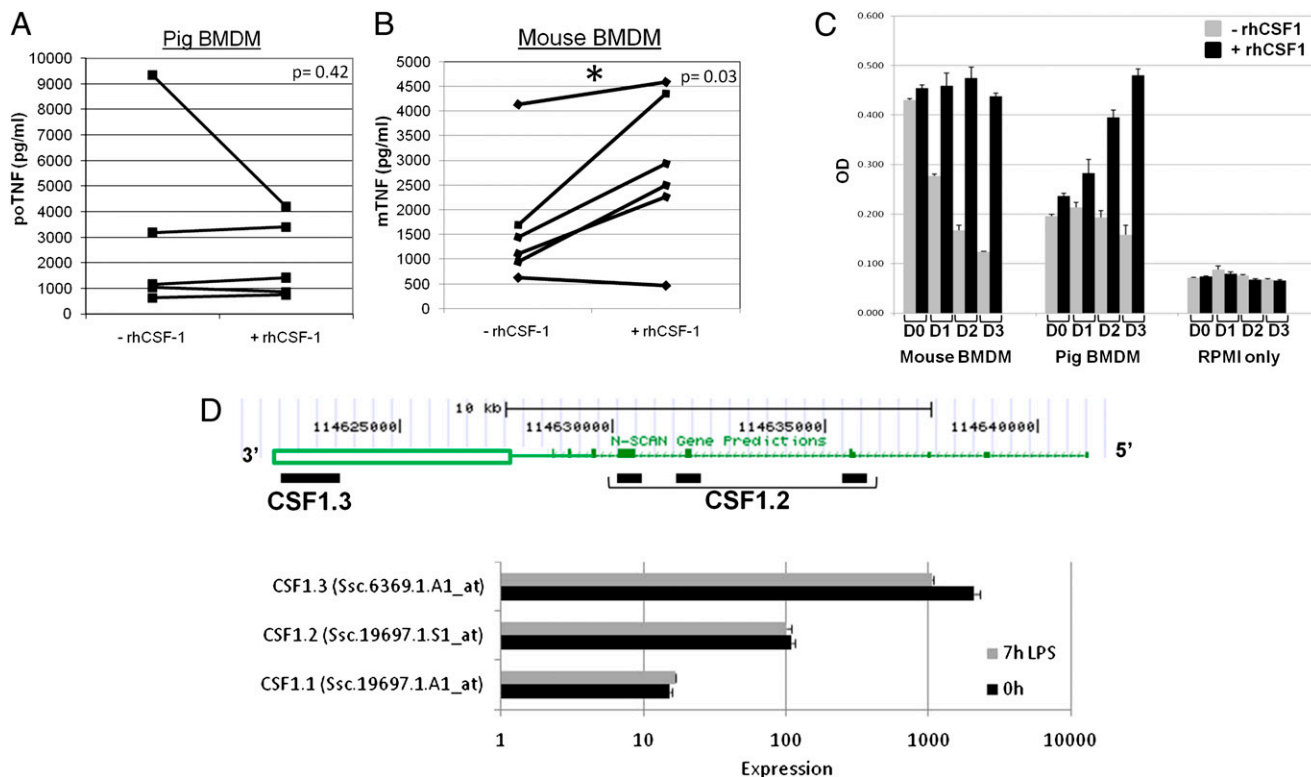 A
Pig BMDM
10000
9000
8000
7000
6000
5000
4000
3000
2000
1000
0
poTNF (pg/ml)
p= 0.42
- rhCSF-1
+ rhCSF-1
B
Mouse BMDM
5000
4500
4000
3500
3000
2500
2000
1500
1000
500
0
mTNF (pg/ml)
*
p= 0.03
- rhCSF-1
+ rhCSF-1
C
0.600
0.500
0.400
0.300
0.200
0.100
0.000
OD
- rhCSF1
+ rhCSF1
D0 D1 D2 D3
D0 D1 D2 D3
D0 D1 D2 D3
Mouse BMDM
Pig BMDM
RPMI only
D
10 kb
114625000|
114630000|
114635000|
114640000|
N-SCAN Gene Predictions
3'
5'
CSF1.3
CSF1.2
CSF1.3 (Ssc.6369.1.A1_at)
CSF1.2 (Ssc.19697.1.S1_at)
CSF1.1 (Ssc.19697.1.A1_at)
7h LPS
0h
1
10
100
1000
10000
Expression